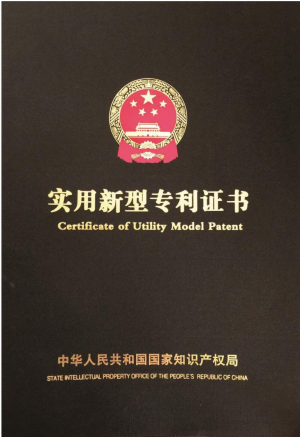 实用新型专利证书
Certificate of Utility Model Patent
中华人民共和国国家知识产权局
STATE INTELLECTUAL PROPERTY OFFICE OF THE PEOPLE'S REPUBLIC OF CHINA